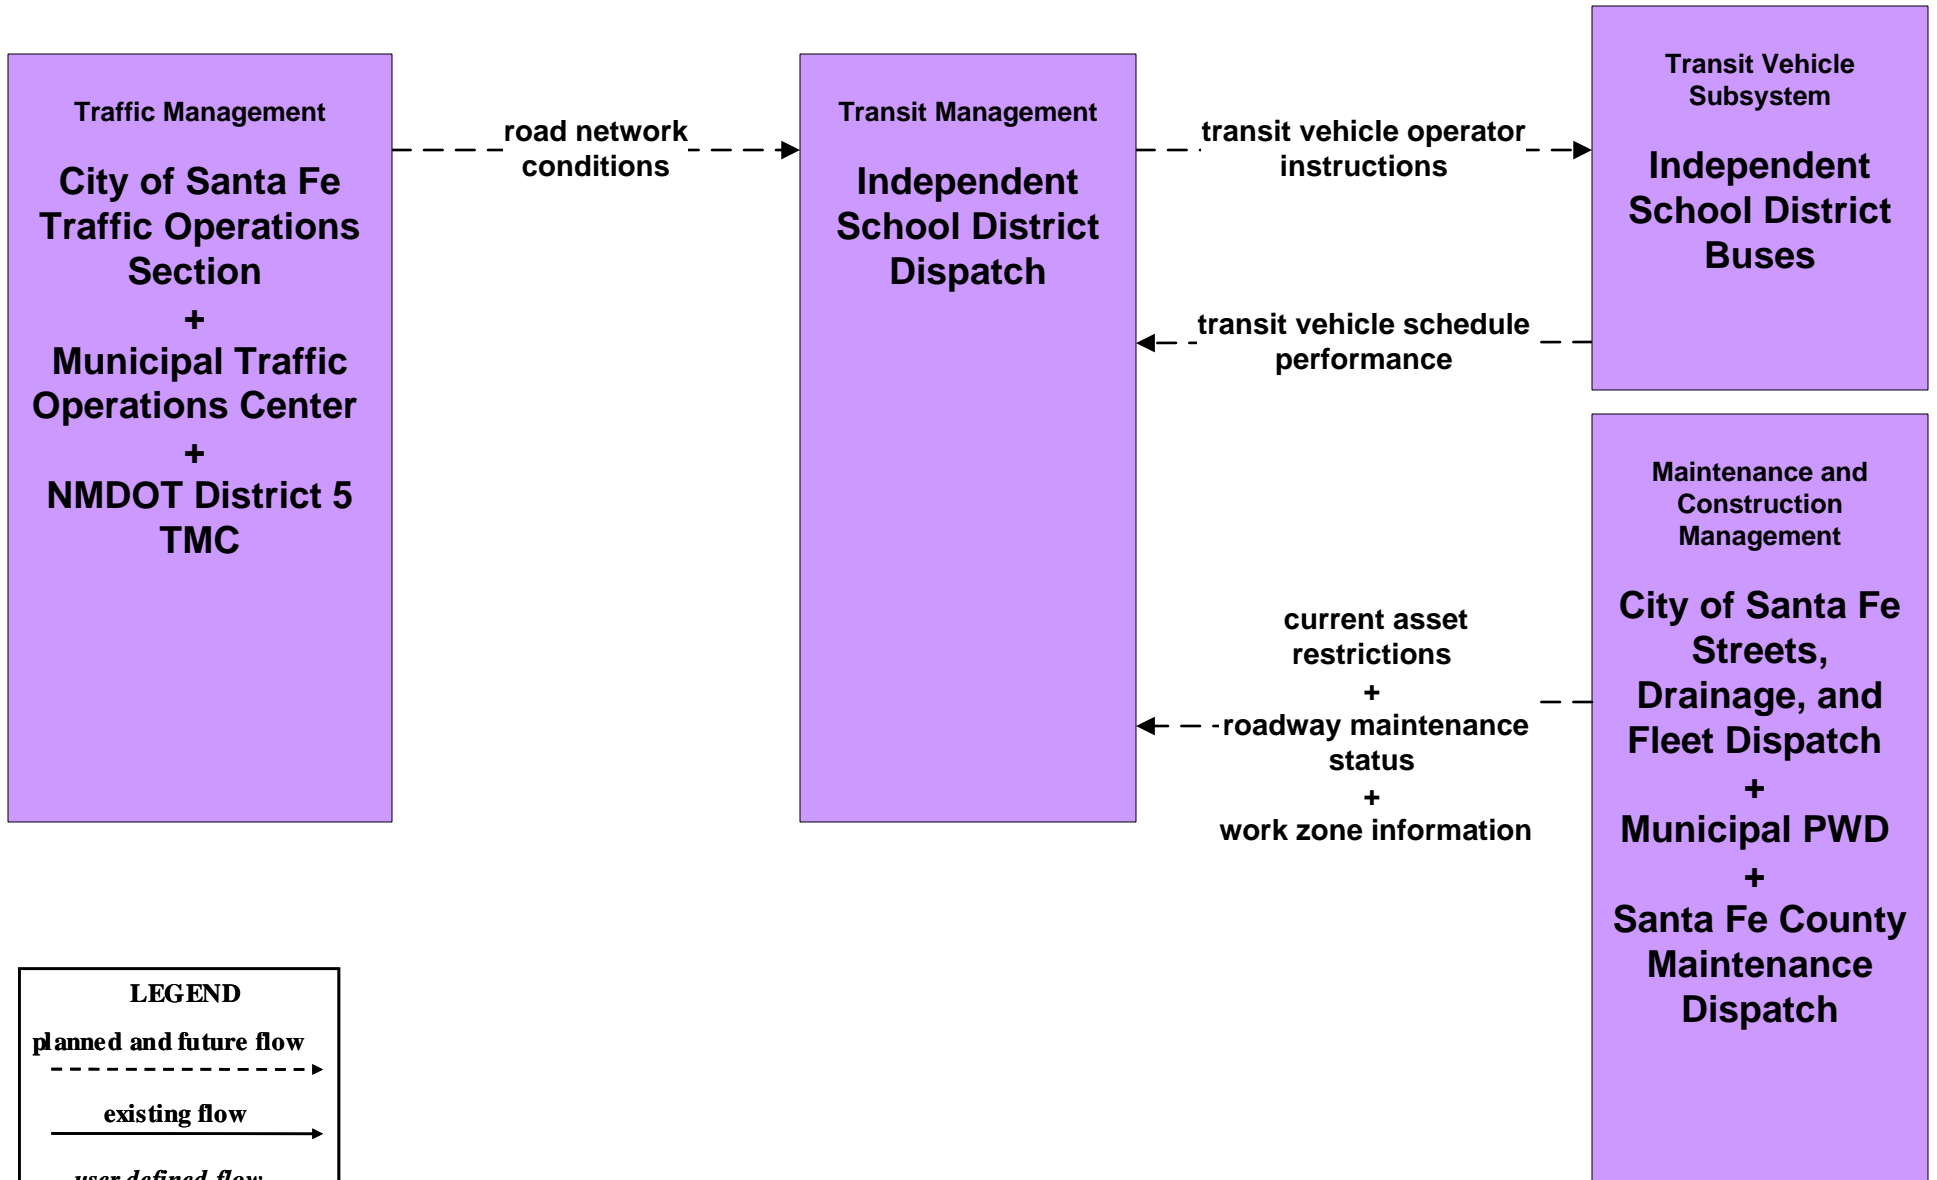 Traffic Management
City of Santa Fe
Traffic Operations
Section
+
Municipal Traffic
Operations Center
+
NMDOT District 5
TMC
road network
conditions
Transit Management
Independent
School District
Dispatch
transit vehicle operator
instructions
transit vehicle schedule
performance
Transit Vehicle
Subsystem
Independent
School District
Buses
current asset
restrictions
+
roadway maintenance
status
+
work zone information
Maintenance and
Construction
Management
City of Santa Fe
Streets,
Drainage, and
Fleet Dispatch
+
Municipal PWD
+
Santa Fe County
Maintenance
Dispatch
LEGEND
planned and future flow
existing flow
user defined flow